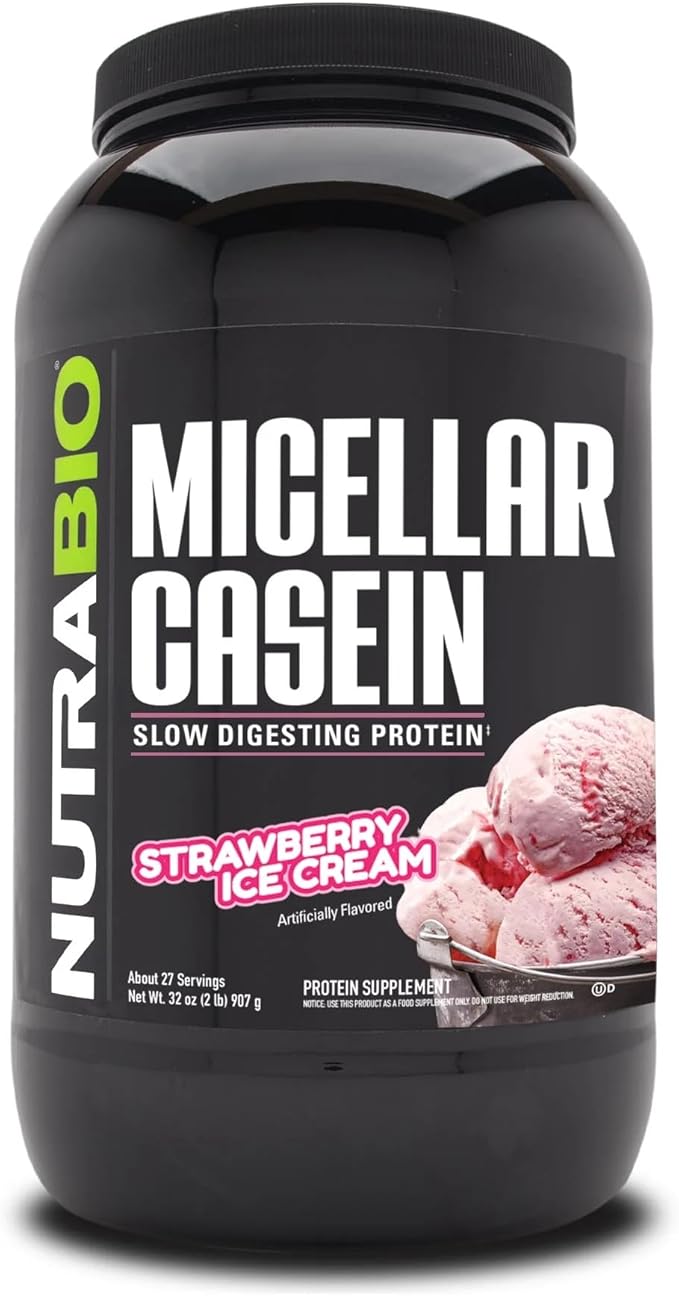 NUTRABIO®
MICELLAR
CASEIN
SLOW DIGESTING PROTEIN‡
STRAWBERRY
ICE CREAM
Artificially Flavored
About 27 Servings
Net Wt. 32 oz (2 lb) 907 g
PROTEIN SUPPLEMENT
NOTICE: USE THIS PRODUCT AS A FOOD SUPPLEMENT ONLY. DO NOT USE FOR WEIGHT REDUCTION.
Ⓤ D